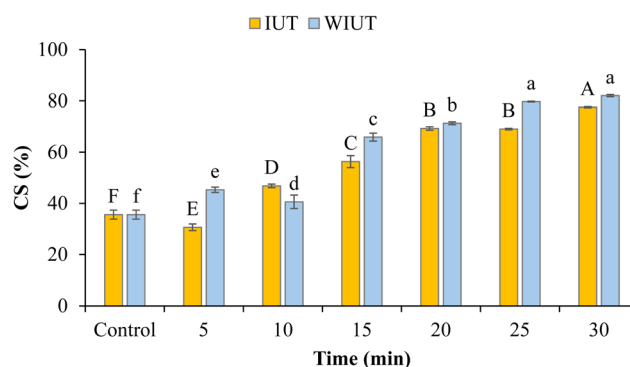 IUT WIUT
100
80
60
40
20
0
CS (%)
F f
E e
D d
C c
B b
B a
A a
Control 5 10 15 20 25 30
Time (min)